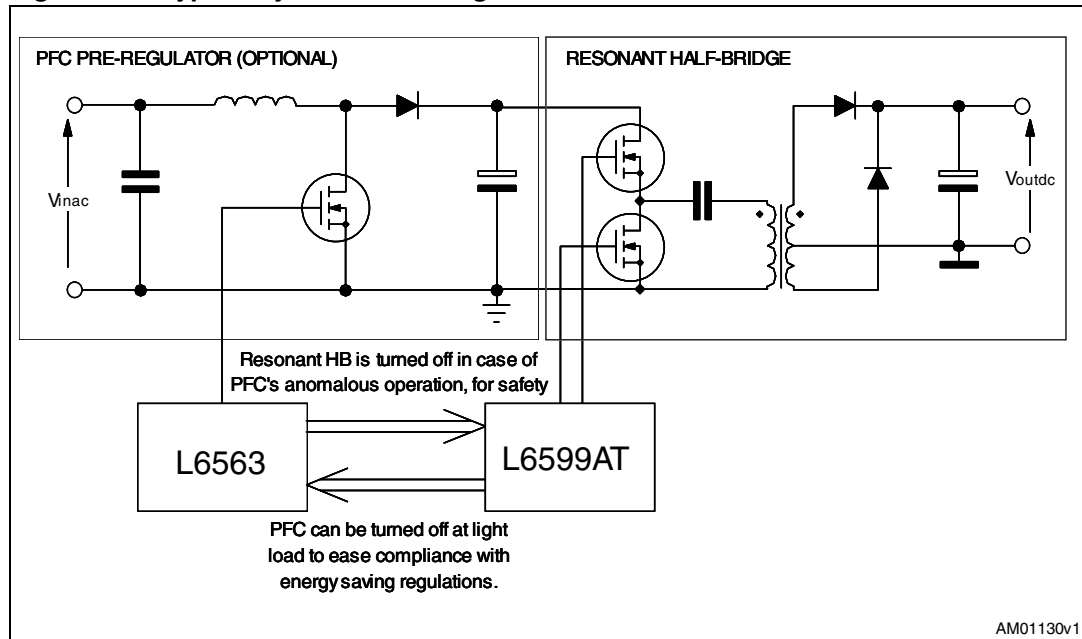 PFC PRE-REGULATOR (OPTIONAL)
RESONANT HALF-BRIDGE
Vinac
Voutdc
Resonant HB is turned off in case of
PFC's anomalous operation, for safety
L6563
L6599AT
PFC can be turned off at light
load to ease compliance with
energy saving regulations.
AM01130v1